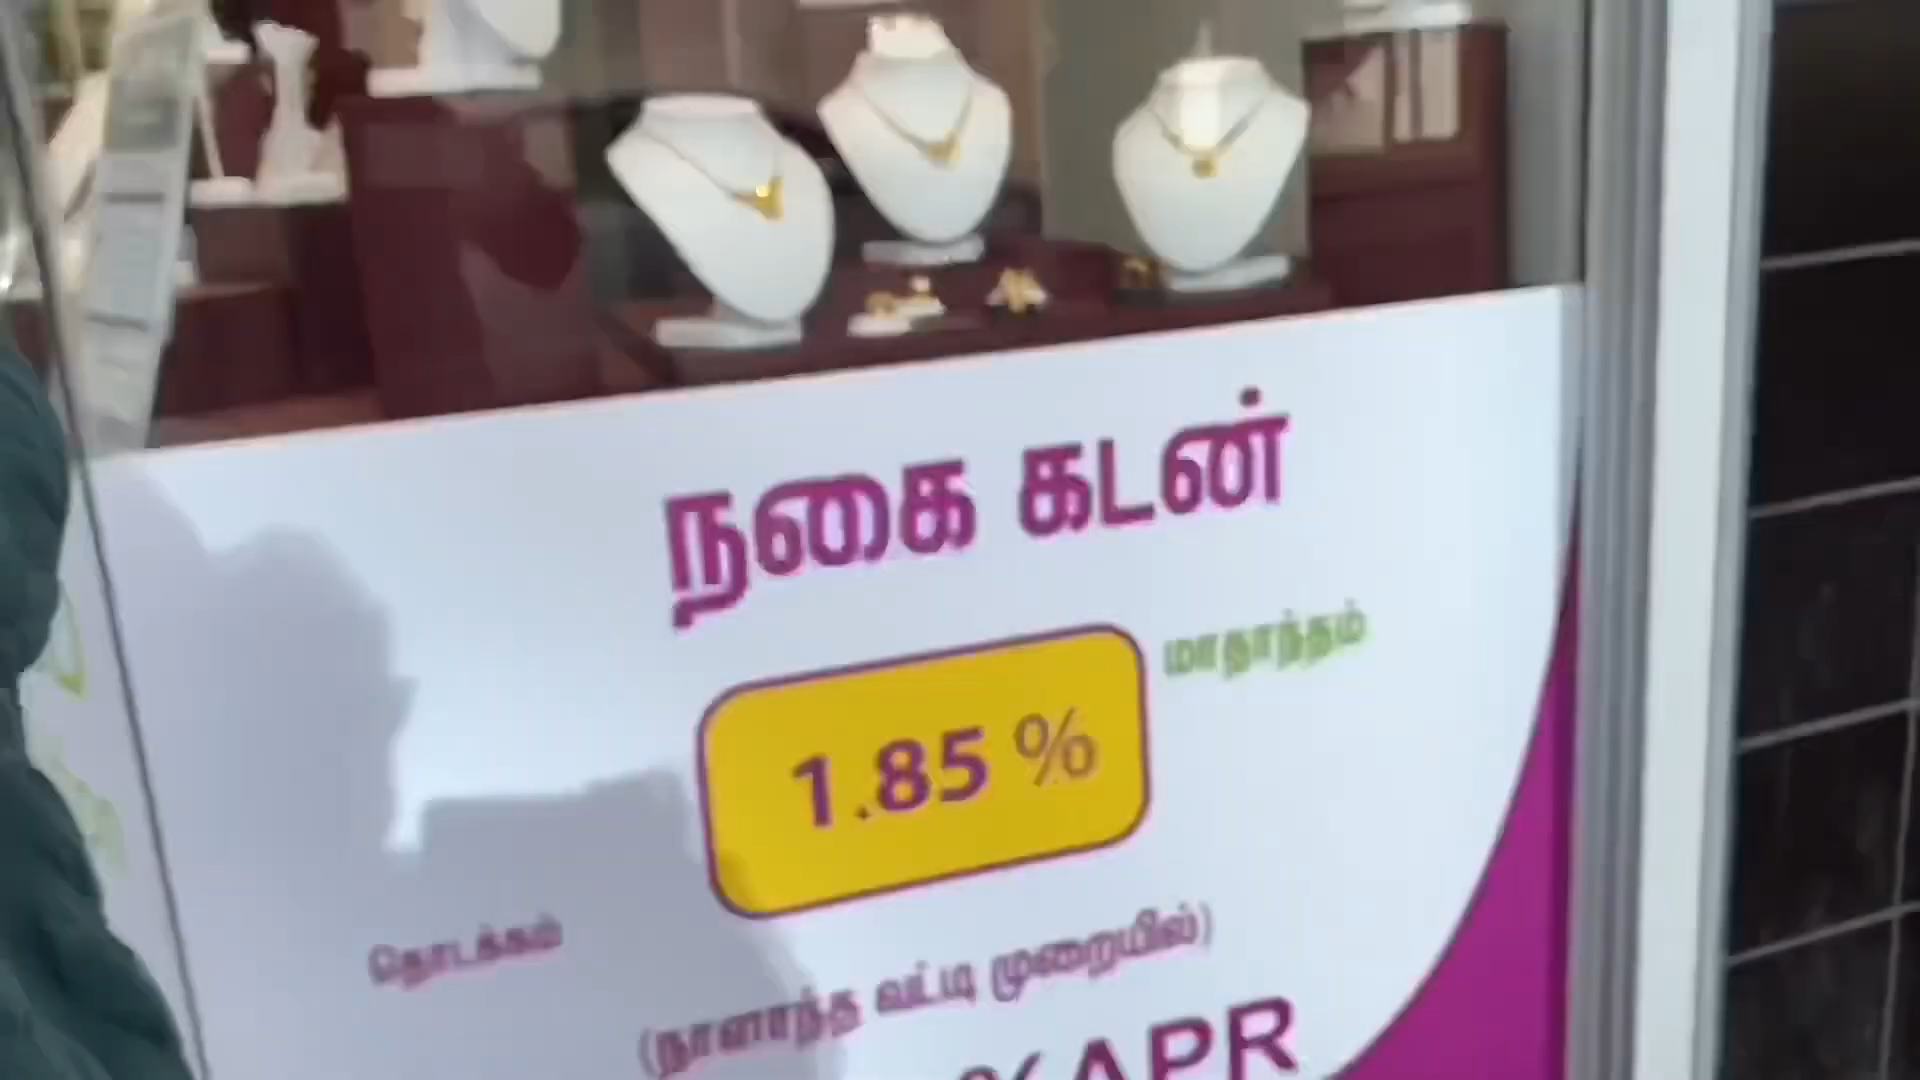 நகை கடன்
1.85 % மாதாந்தம்
தொடக்கம்
(நாளாந்த வட்டி முறையில்)
% APR